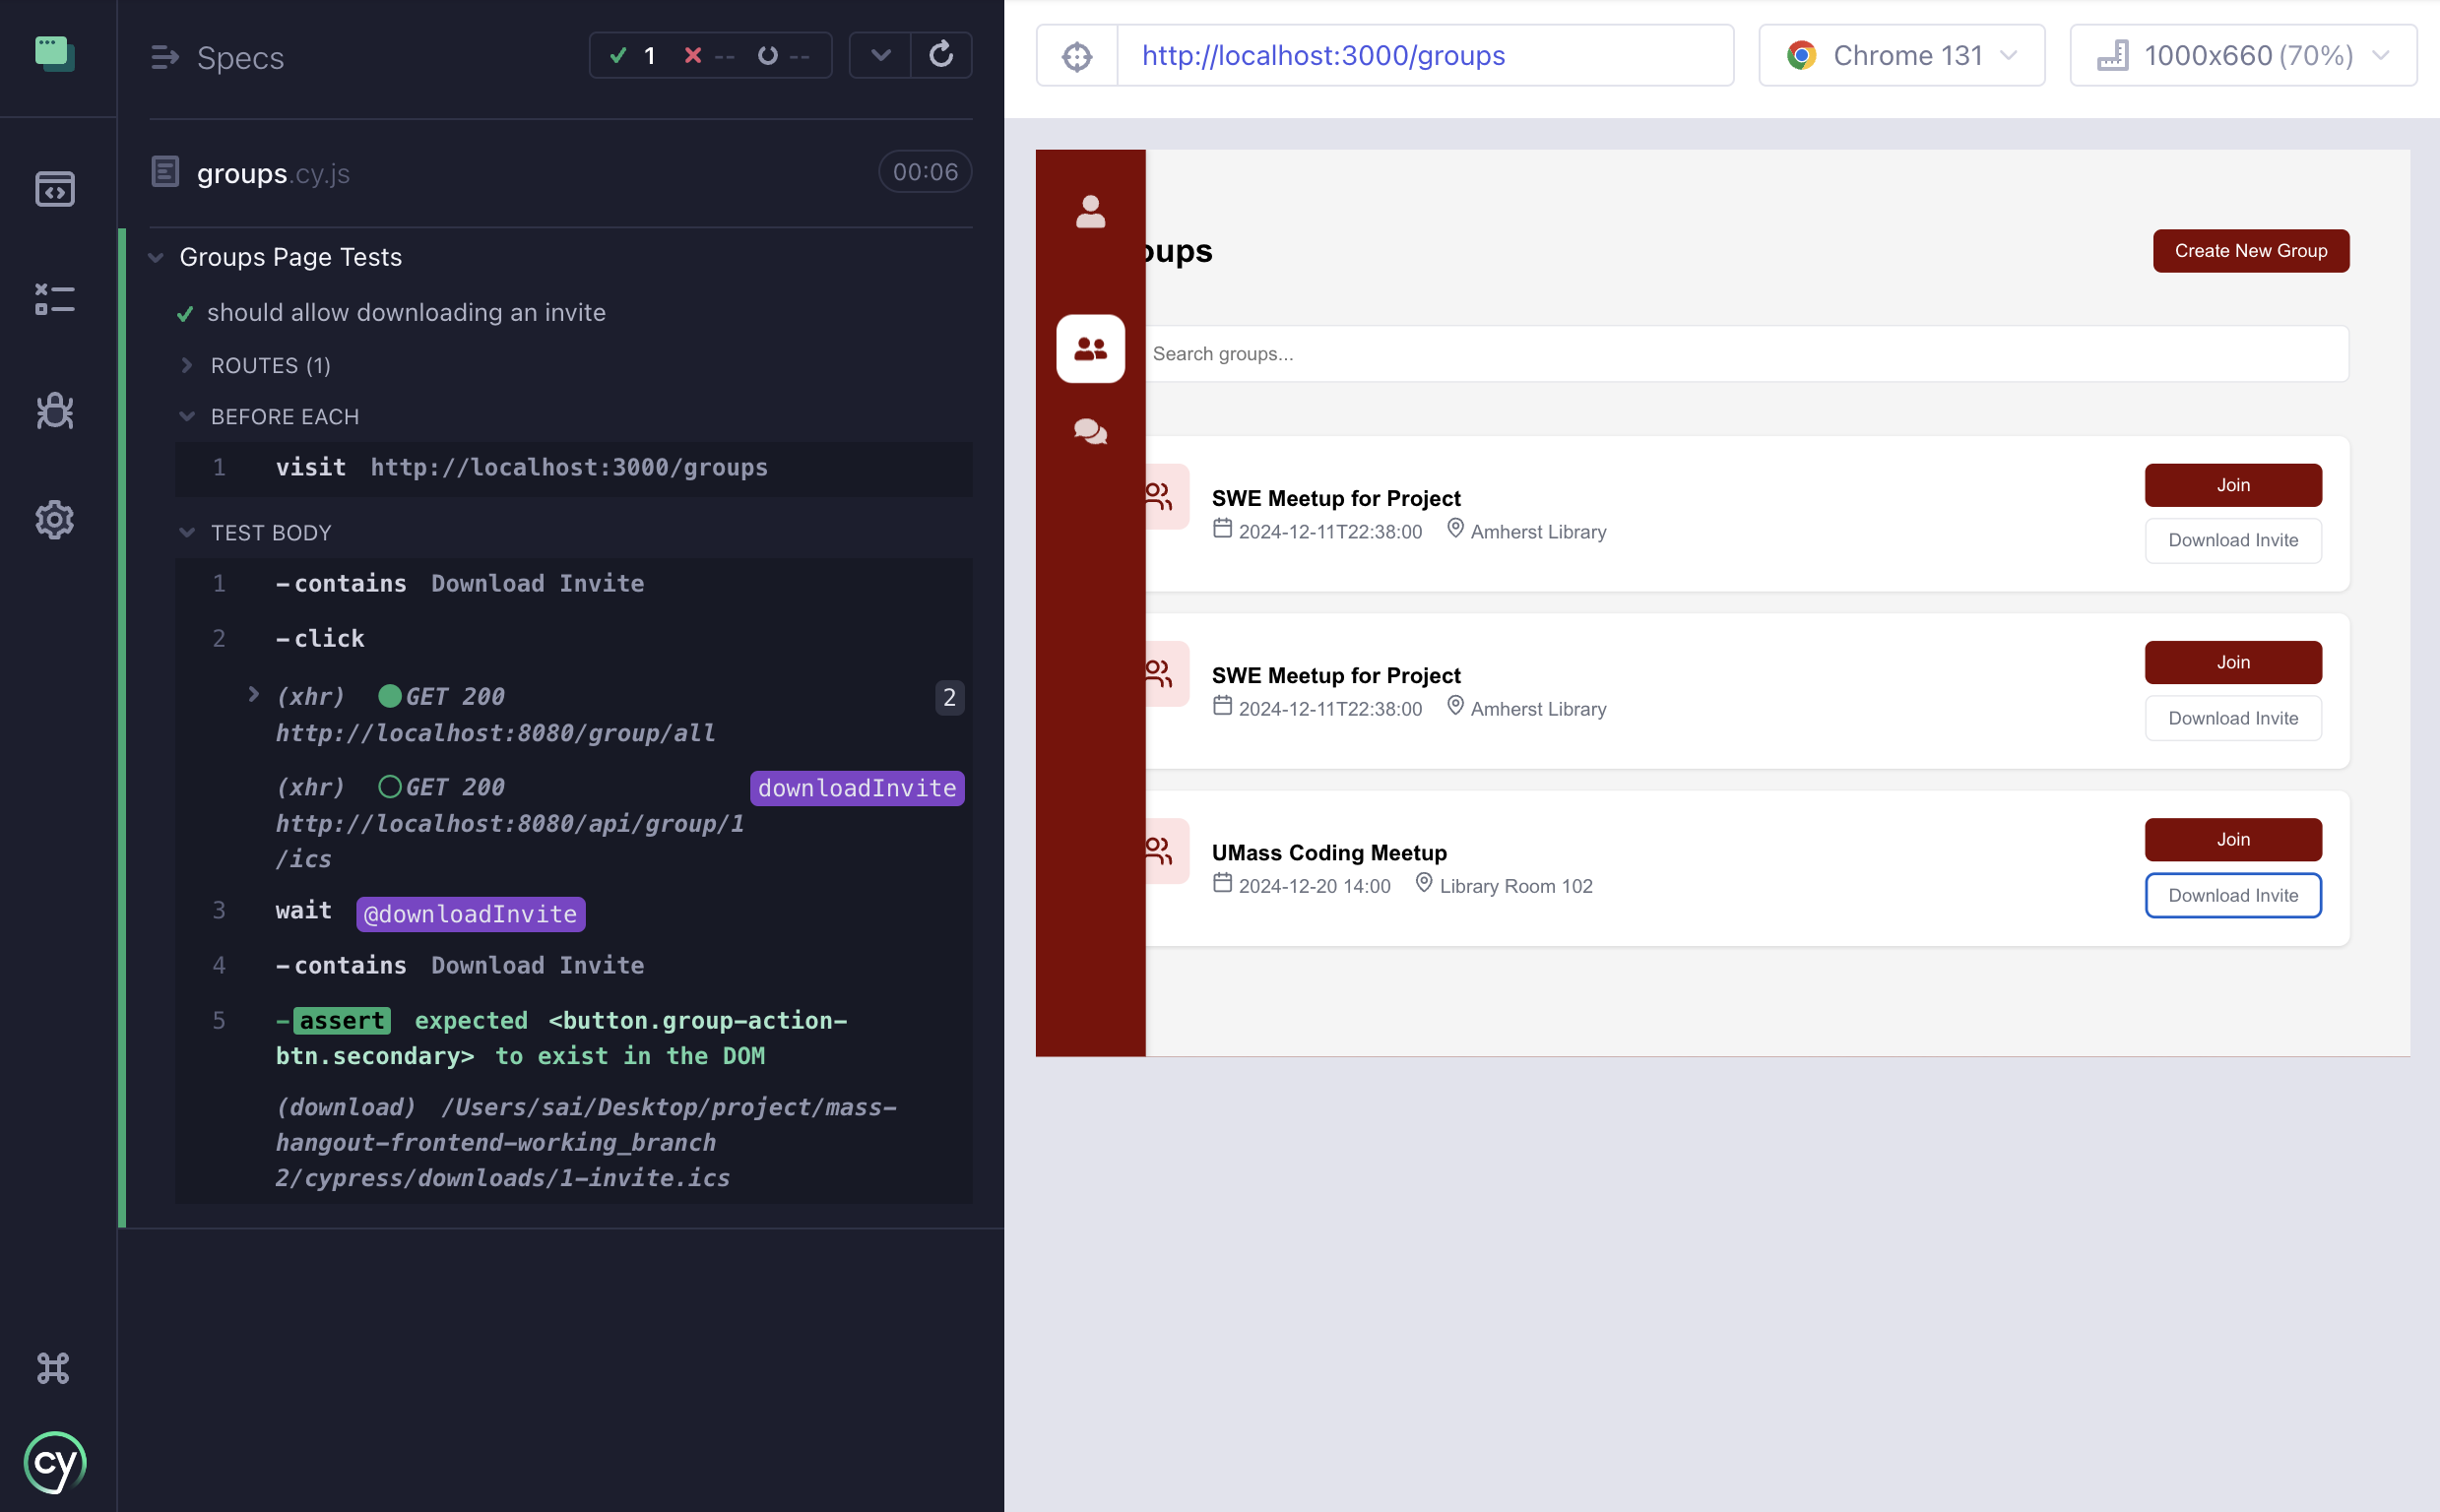 Specs
1 -- --
groups.cy.js 00:06
Groups Page Tests
should allow downloading an invite
ROUTES (1)
BEFORE EACH
1 visit http://localhost:3000/groups
TEST BODY
1 -contains Download Invite
2 -click
(xhr) GET 200 2
http://localhost:8080/group/all
(xhr) GET 200 downloadInvite
http://localhost:8080/api/group/1
/ics
3 wait @downloadInvite
4 -contains Download Invite
5 -assert expected <button.group-action-
btn.secondary> to exist in the DOM
(download) /Users/sai/Desktop/project/mass-
hangout-frontend-working_branch
2/cypress/downloads/1-invite.ics
cy
http://localhost:3000/groups
Chrome 131
1000x660 (70%)
oups
Create New Group
Search groups...
SWE Meetup for Project
2024-12-11T22:38:00 Amherst Library
Join
Download Invite
SWE Meetup for Project
2024-12-11T22:38:00 Amherst Library
Join
Download Invite
UMass Coding Meetup
2024-12-20 14:00 Library Room 102
Join
Download Invite